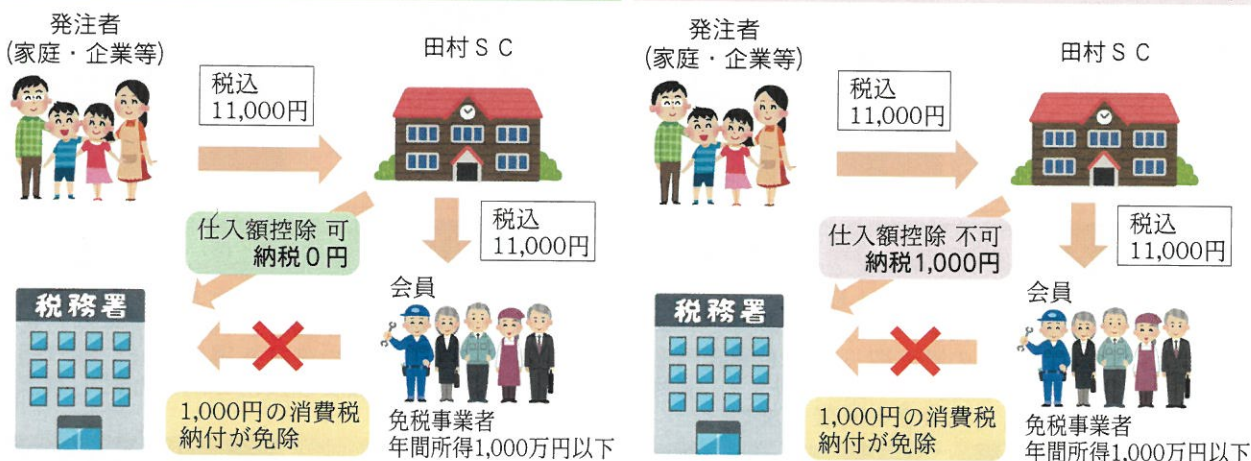 発注者
(家庭・企業等)
田村ＳＣ
税込
11,000円
仕入額控除 可
納税０円
税込
11,000円
税務署
会員
1,000円の消費税
納付が免除
免税事業者
年間所得1,000万円以下
発注者
(家庭・企業等)
田村ＳＣ
税込
11,000円
仕入額控除 不可
納税1,000円
税込
11,000円
税務署
会員
1,000円の消費税
納付が免除
免税事業者
年間所得1,000万円以下